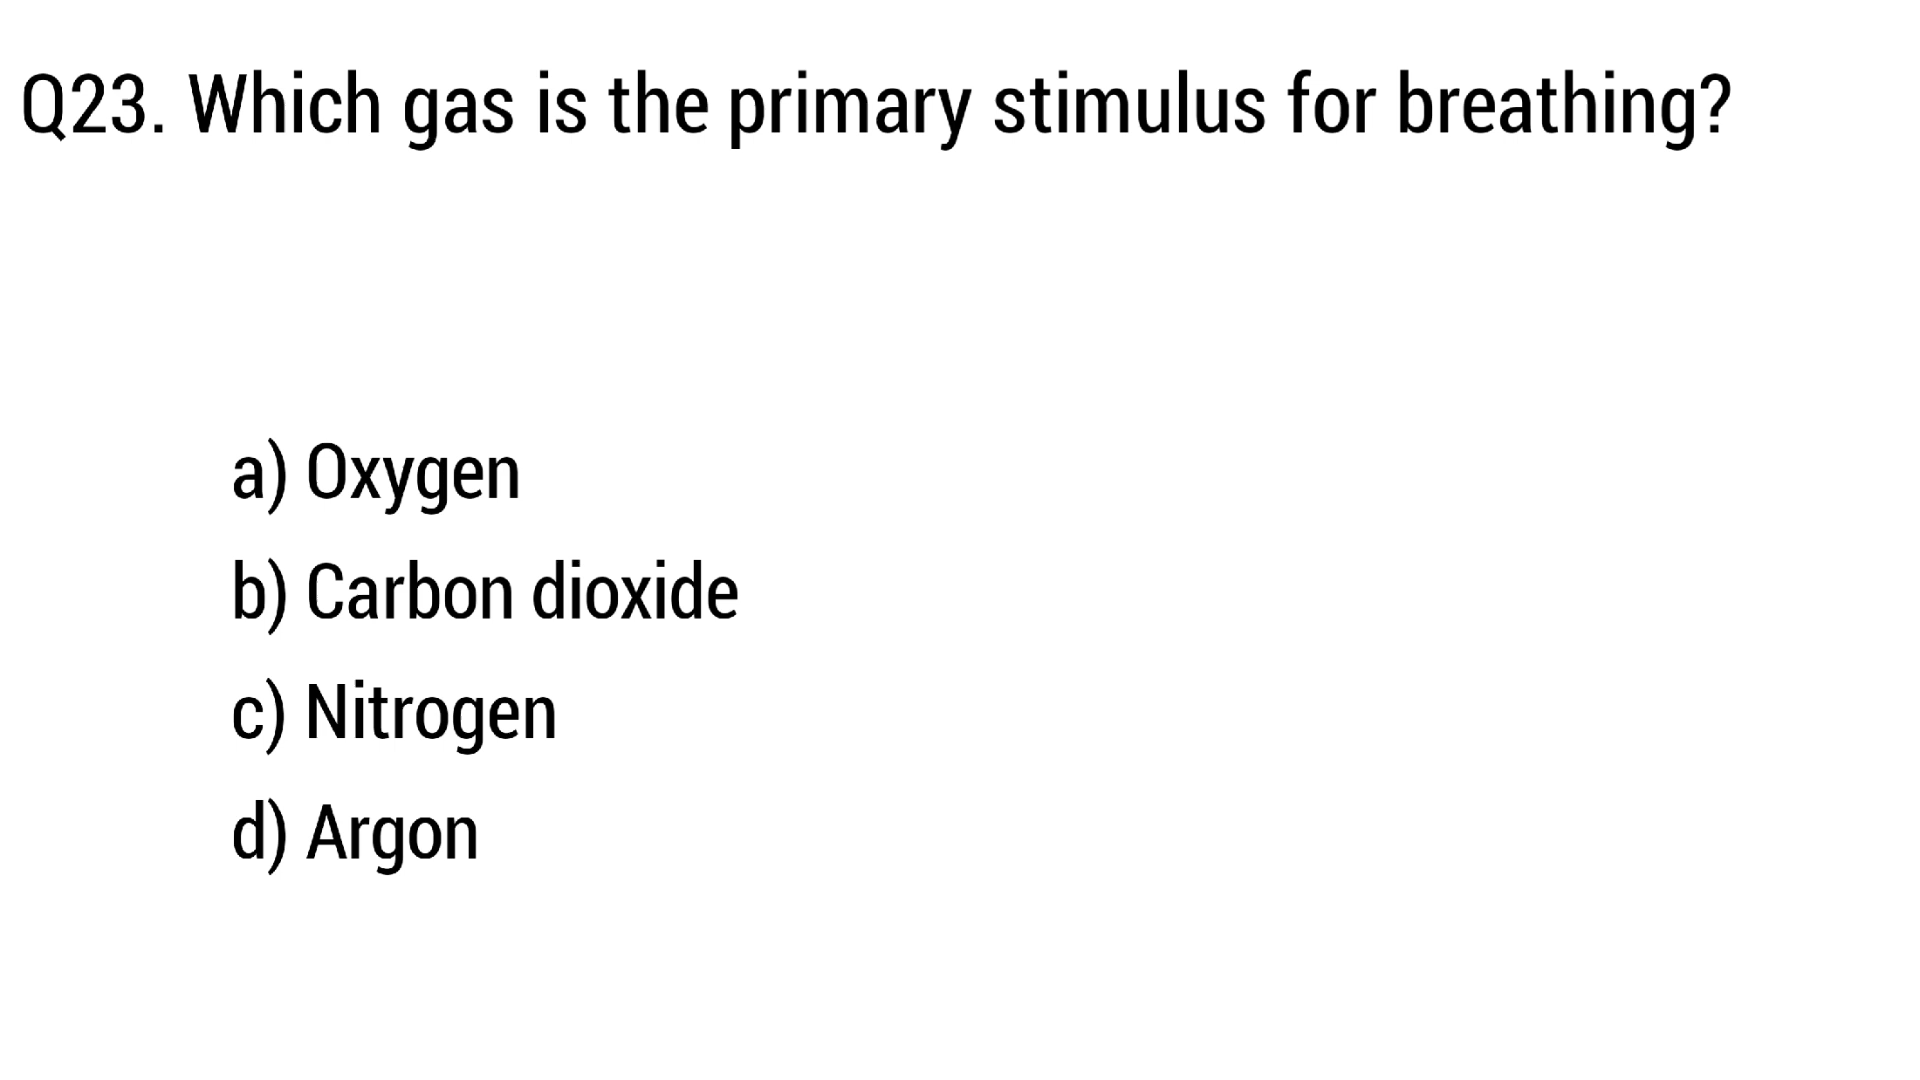 Q23. Which gas is the primary stimulus for breathing?
a) Oxygen
b) Carbon dioxide
c) Nitrogen
d) Argon